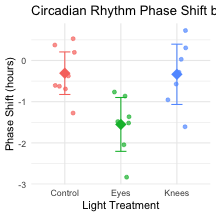 Circadian Rhythm Phase Shift b
Phase Shift (hours)
0
-1
-2
-3
Control Eyes Knees
Light Treatment